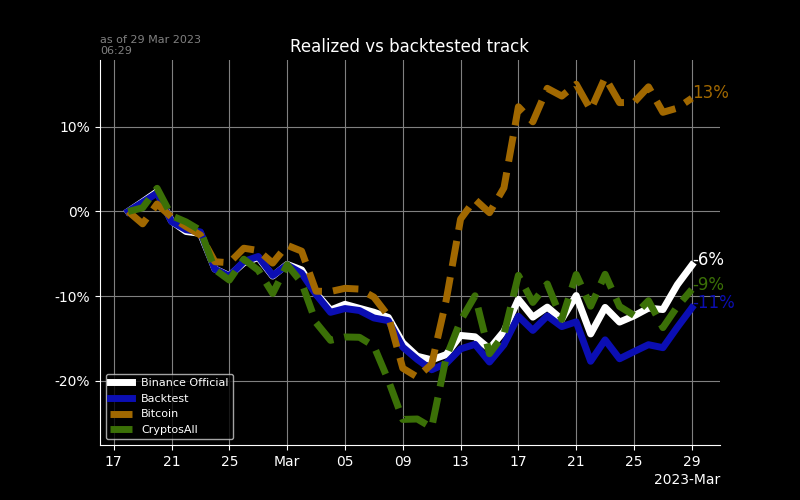 as of 29 Mar 2023
06:29
Realized vs backtested track
10%
0%
-10%
-20%
13%
-6%
-9%
-11%
Binance Official
Backtest
Bitcoin
CryptosAll
17 21 25 Mar 05 09 13 17 21 25 29
2023-Mar